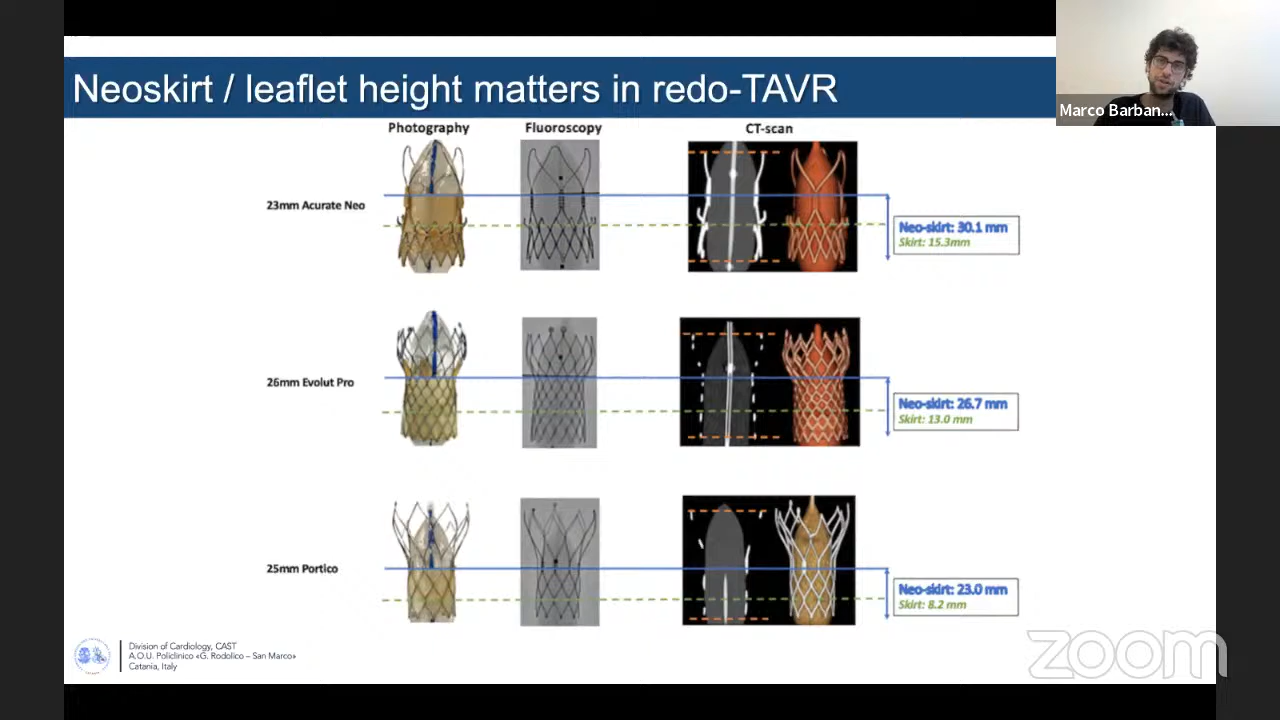 Neoskirt / leaflet height matters in redo-TAVR
Marco Barban...
Photography
Fluoroscopy
CT-scan
23mm Acurate Neo
Neo-skirt: 30.1 mm
Skirt: 15.3mm
26mm Evolut Pro
Neo-skirt: 26.7 mm
Skirt: 13.0 mm
25mm Portico
Neo-skirt: 23.0 mm
Skirt: 8.2 mm
Division of Cardiology, CAST
A.O.U. Policlinico «G. Rodolico – San Marco»
Catania, Italy
zoom